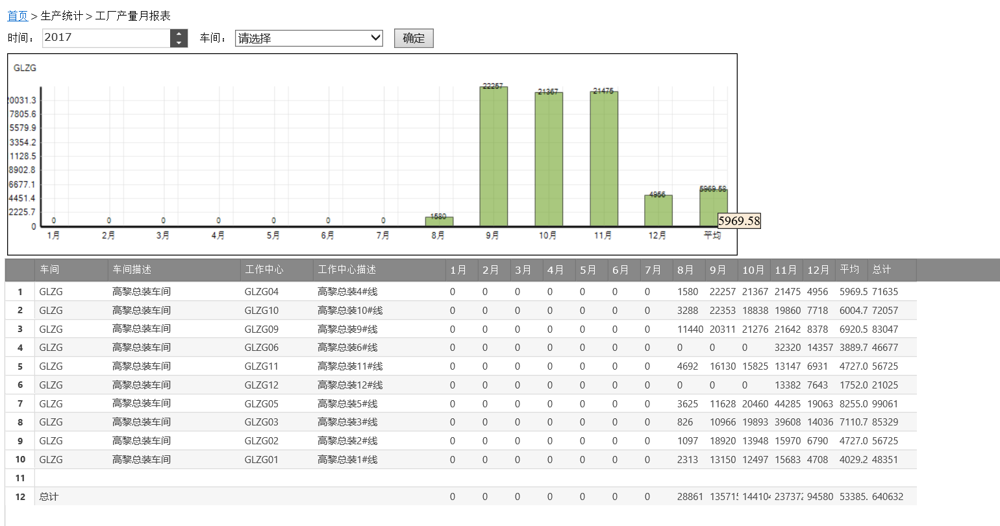 首页 > 生产统计 > 工厂产量月报表
时间： 2017 车间： 请选择 确定
GLZG
22257 21367 21475
20031.3
7805.6
5579.9
3354.2
1128.5
8902.8
6677.1
4451.4 4956 5969.58
2225.7 1580 5969.58
0 0 0 0 0 0 0 0
1月 2月 3月 4月 5月 6月 7月 8月 9月 10月 11月 12月 平均
车间 车间描述 工作中心 工作中心描述 1月 2月 3月 4月 5月 6月 7月 8月 9月 10月 11月 12月 平均 总计
1 GLZG 高黎总装车间 GLZG04 高黎总装4#线 0 0 0 0 0 0 0 1580 22257 21367 21475 4956 5969.5 71635
2 GLZG 高黎总装车间 GLZG10 高黎总装10#线 0 0 0 0 0 0 0 3288 22353 18838 19860 7718 6004.7 72057
3 GLZG 高黎总装车间 GLZG09 高黎总装9#线 0 0 0 0 0 0 0 11440 20311 21276 21642 8378 6920.5 83047
4 GLZG 高黎总装车间 GLZG06 高黎总装6#线 0 0 0 0 0 0 0 0 0 0 32320 14357 3889.7 46677
5 GLZG 高黎总装车间 GLZG11 高黎总装11#线 0 0 0 0 0 0 0 4692 16130 15825 13147 6931 4727.0 56725
6 GLZG 高黎总装车间 GLZG12 高黎总装12#线 0 0 0 0 0 0 0 0 0 0 13382 7643 1752.0 21025
7 GLZG 高黎总装车间 GLZG05 高黎总装5#线 0 0 0 0 0 0 0 3625 11628 20460 44285 19063 8255.0 99061
8 GLZG 高黎总装车间 GLZG03 高黎总装3#线 0 0 0 0 0 0 0 826 10966 19893 39608 14036 7110.7 85329
9 GLZG 高黎总装车间 GLZG02 高黎总装2#线 0 0 0 0 0 0 0 1097 18920 13948 15970 6790 4727.0 56725
10 GLZG 高黎总装车间 GLZG01 高黎总装1#线 0 0 0 0 0 0 0 2313 13150 12497 15683 4708 4029.2 48351
11
12 总计 0 0 0 0 0 0 0 28861 135715 144104 237372 94580 53385. 640632